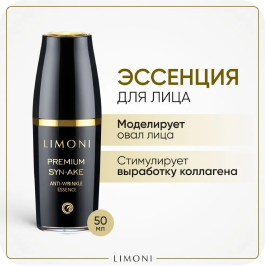 ЭССЕНЦИЯ
ДЛЯ ЛИЦА
Моделирует
овал лица
Стимулирует
выработку коллагена
LIMONI
PREMIUM
SYN-AKE
ANTI-WRINKLE
ESSENCE
50
МЛ
LIMONI